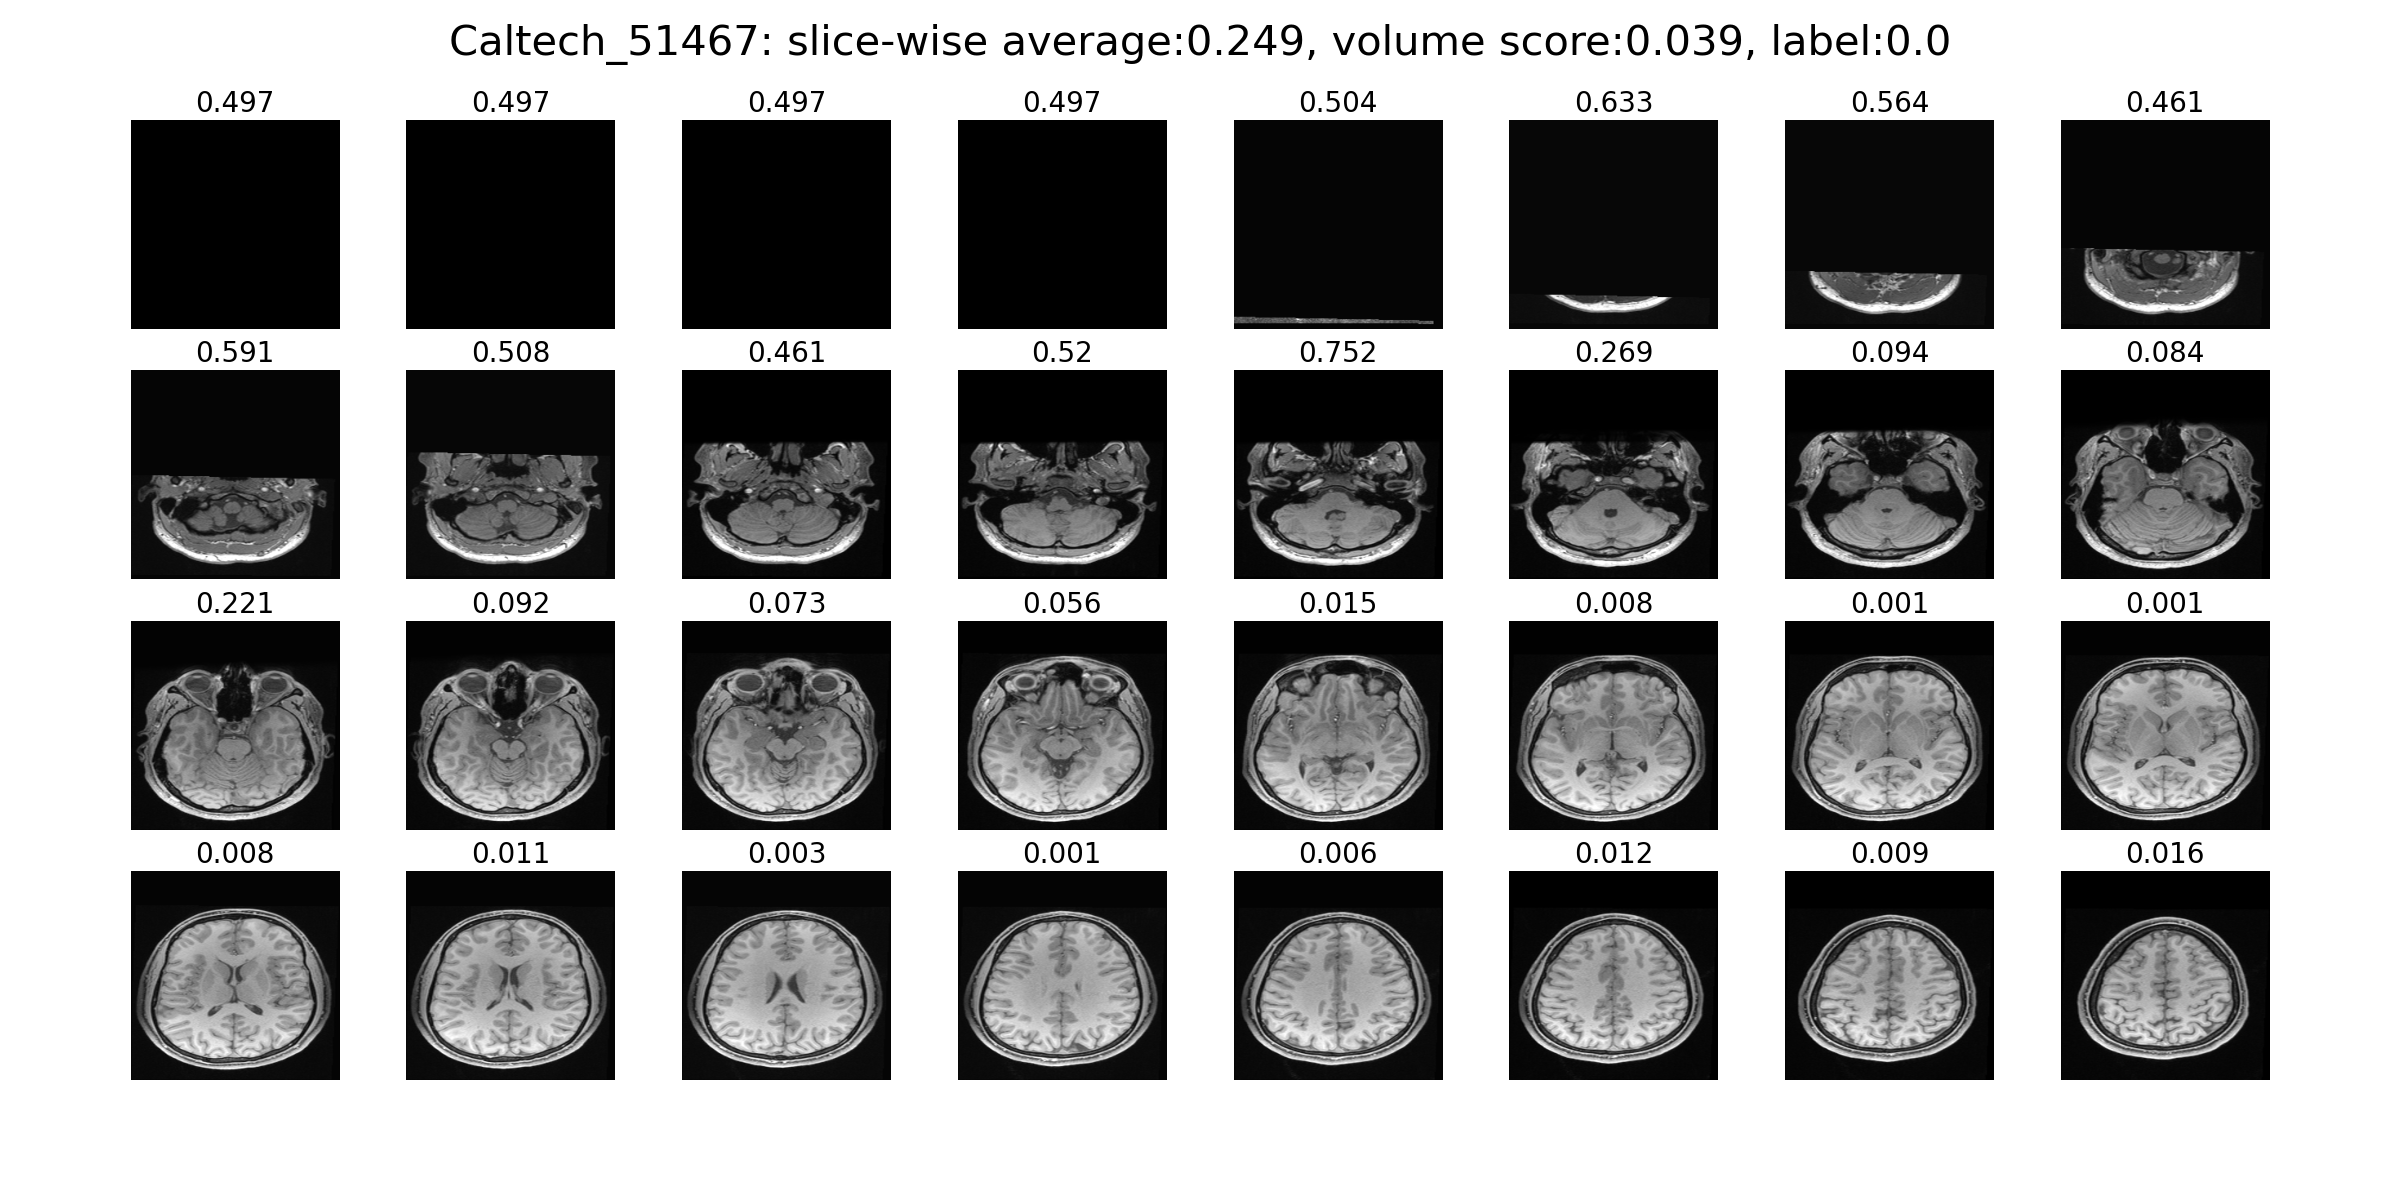 Caltech_51467: slice-wise average:0.249, volume score:0.039, label:0.0
0.497 0.497 0.497 0.497 0.504 0.633 0.564 0.461
0.591 0.508 0.461 0.52 0.752 0.269 0.094 0.084
0.221 0.092 0.073 0.056 0.015 0.008 0.001 0.001
0.008 0.011 0.003 0.001 0.006 0.012 0.009 0.016